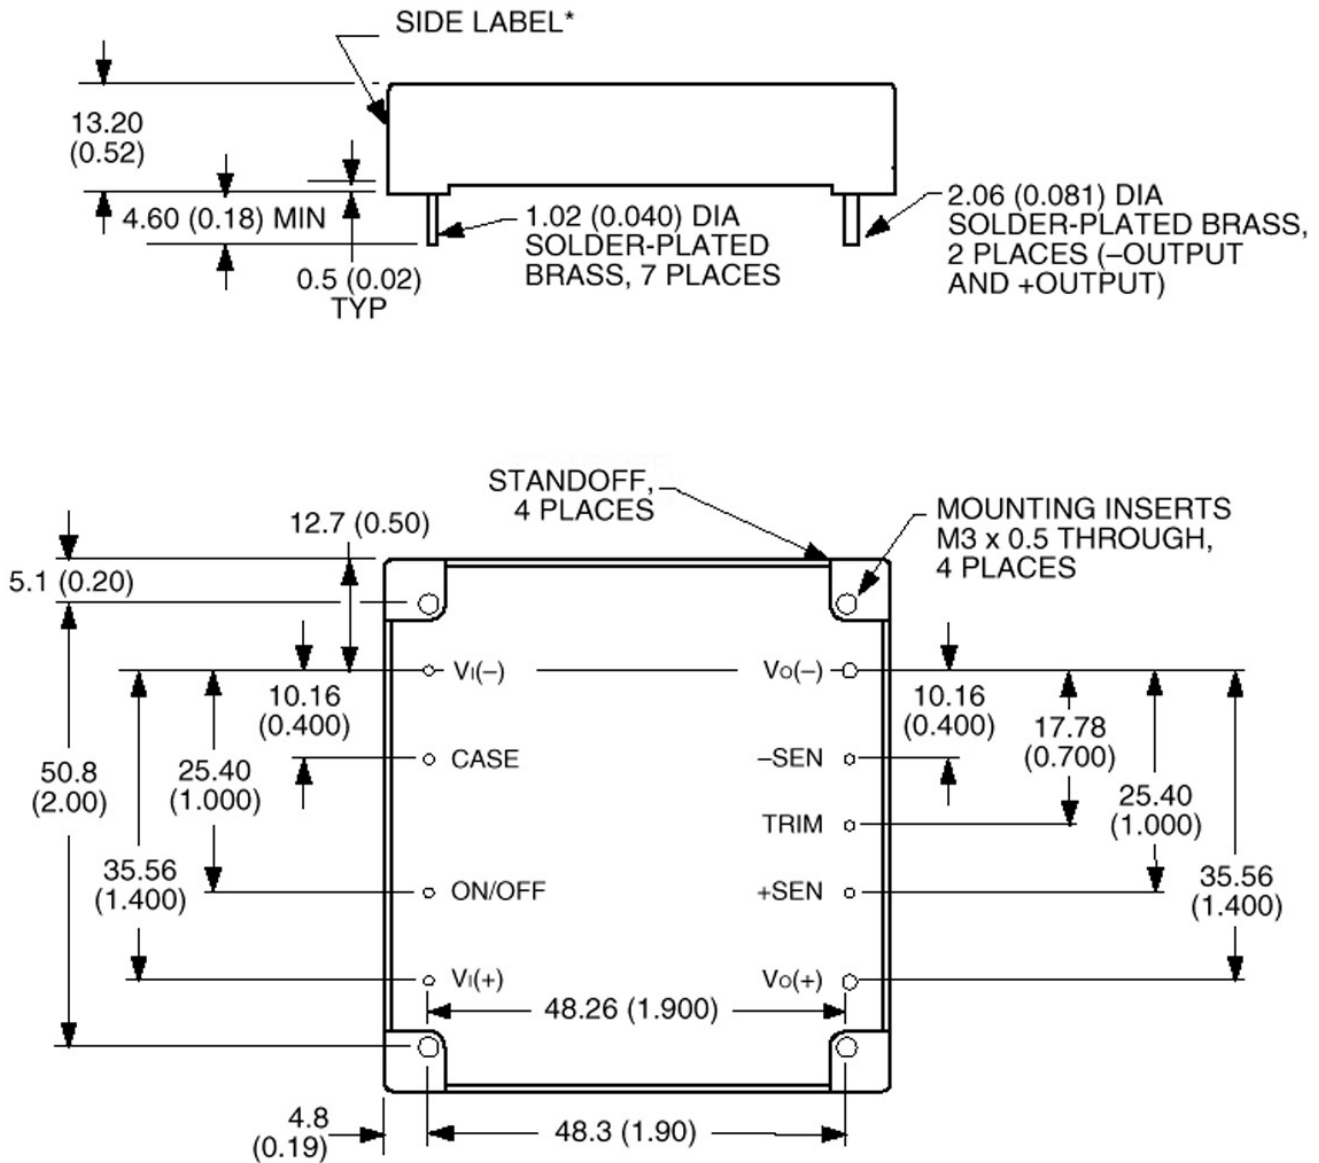 SIDE LABEL*
13.20
(0.52)
4.60 (0.18) MIN
0.5 (0.02)
TYP
1.02 (0.040) DIA
SOLDER-PLATED
BRASS, 7 PLACES
2.06 (0.081) DIA
SOLDER-PLATED BRASS,
2 PLACES (–OUTPUT
AND +OUTPUT)
STANDOFF,
4 PLACES
MOUNTING INSERTS
M3 x 0.5 THROUGH,
4 PLACES
12.7 (0.50)
5.1 (0.20)
VI(–)
VO(–)
10.16
(0.400)
10.16
(0.400)
17.78
(0.700)
CASE
–SEN
50.8
(2.00)
25.40
(1.000)
25.40
(1.000)
TRIM
35.56
(1.400)
35.56
(1.400)
ON/OFF
+SEN
VI(+)
VO(+)
48.26 (1.900)
4.8
(0.19)
48.3 (1.90)